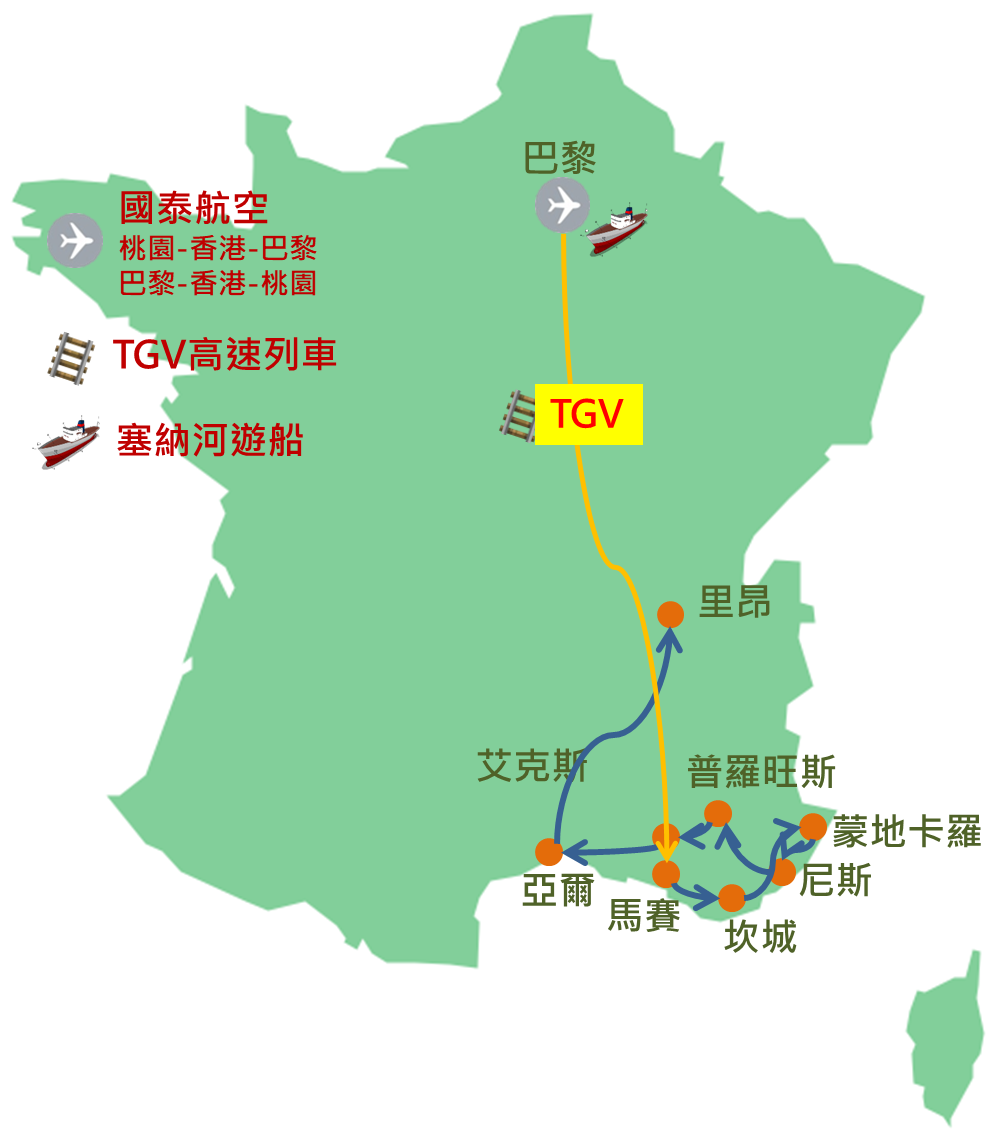 巴黎
國泰航空
桃園-香港-巴黎
巴黎-香港-桃園
TGV高速列車
TGV
塞納河遊船
里昂
艾克斯
普羅旺斯
蒙地卡羅
尼斯
亞爾
馬賽
坎城